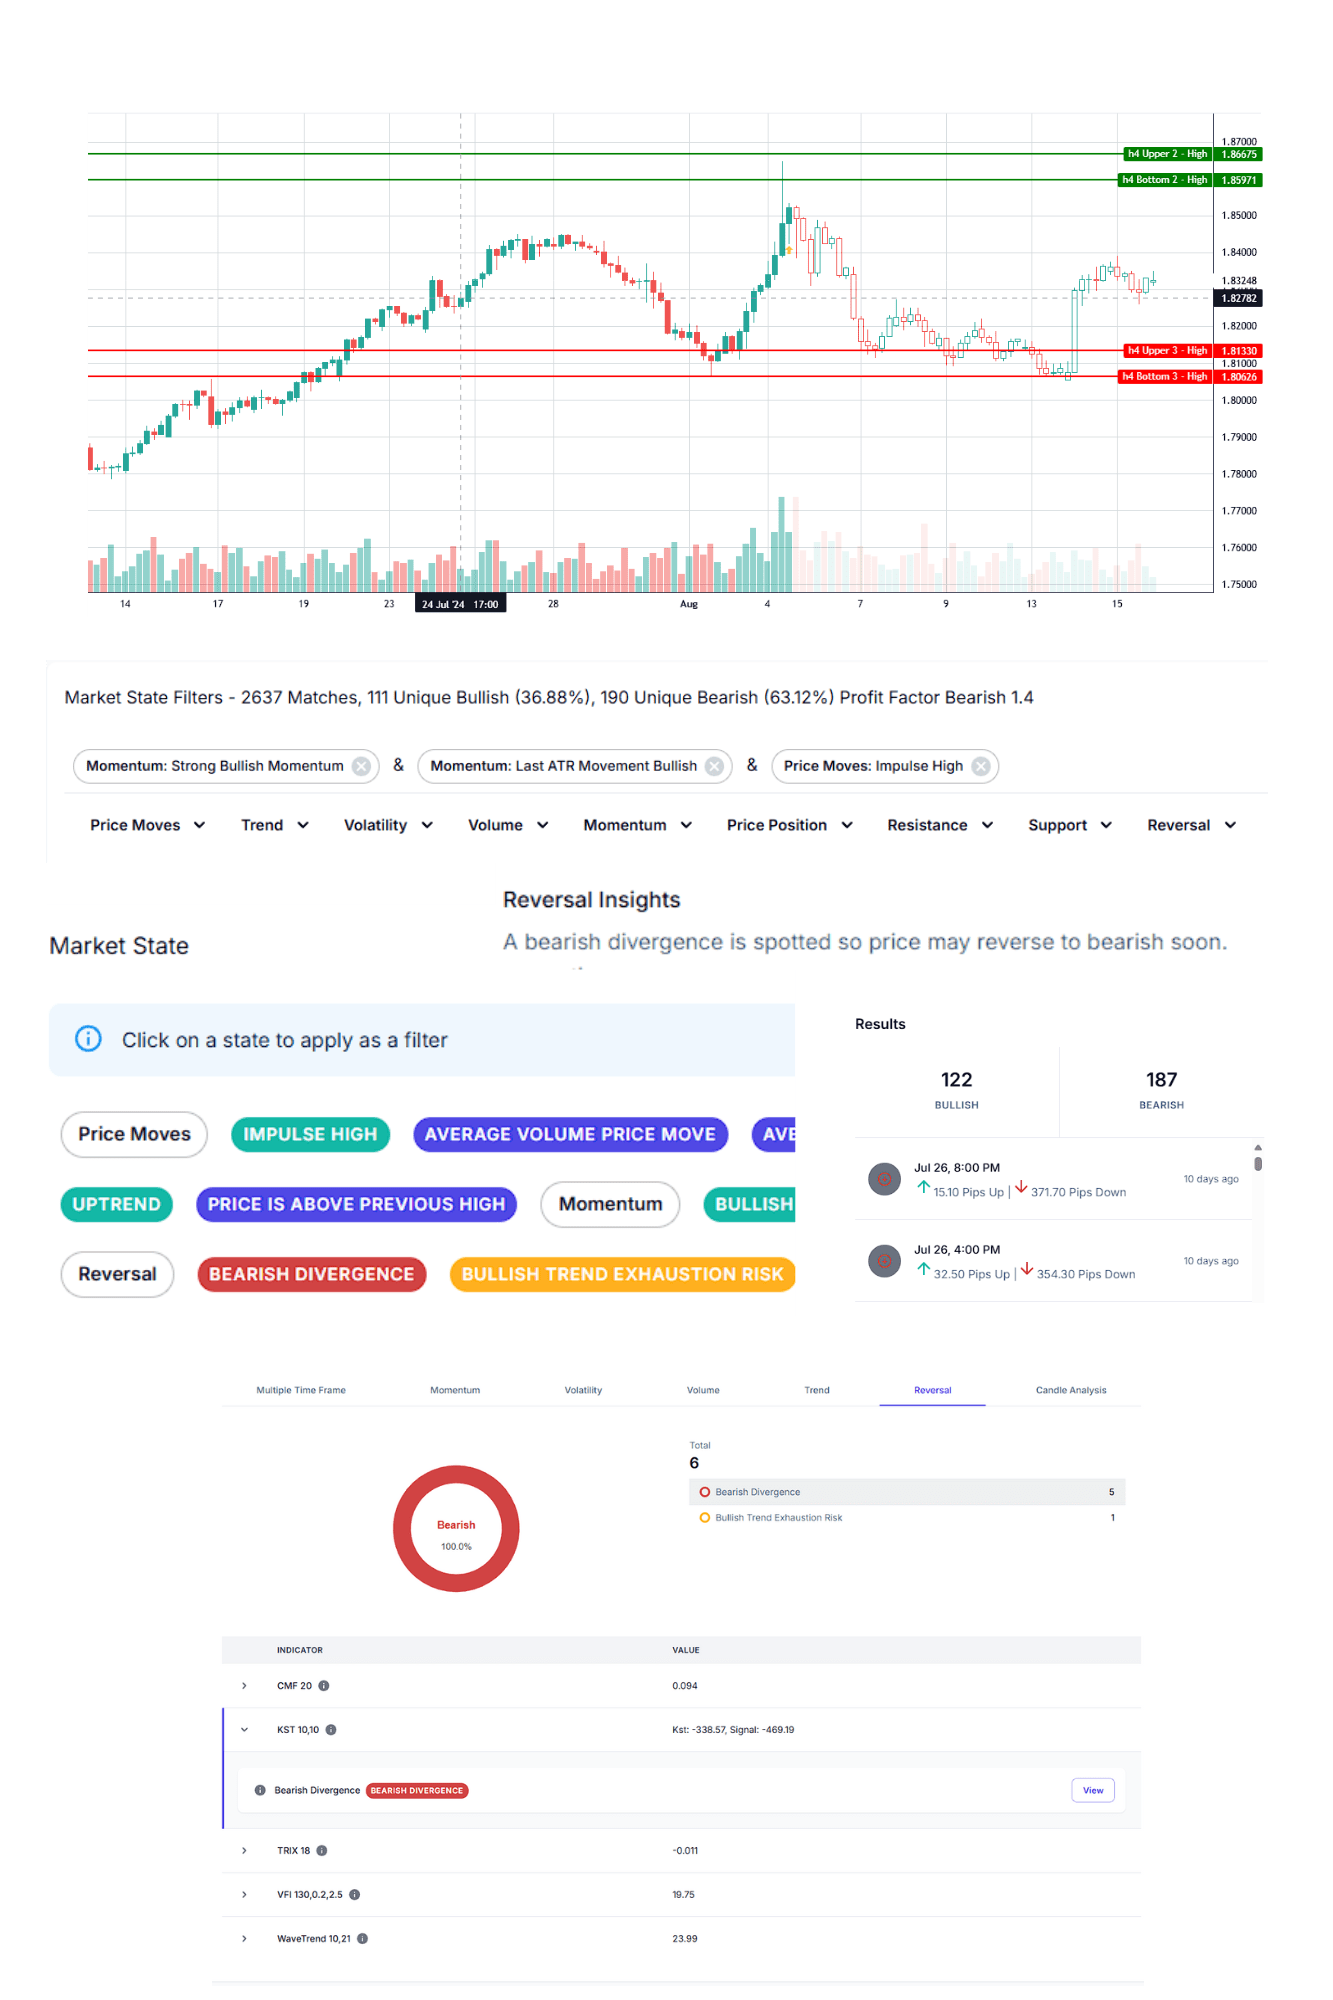 1.87000
h4 Upper 2 - High 1.86675
h4 Bottom 2 - High 1.85971
1.85000
1.84000
1.83248
1.82782
1.82000
h4 Upper 3 - High 1.81330
1.81000
h4 Bottom 3 - High 1.80626
1.80000
1.79000
1.78000
1.77000
1.76000
1.75000
14 17 19 23 24 Jul '24 17:00 28 Aug 4 7 9 13 15
Market State Filters - 2637 Matches, 111 Unique Bullish (36.88%), 190 Unique Bearish (63.12%) Profit Factor Bearish 1.4
Momentum: Strong Bullish Momentum & Momentum: Last ATR Movement Bullish & Price Moves: Impulse High
Price Moves Trend Volatility Volume Momentum Price Position Resistance Support Reversal
Reversal Insights
A bearish divergence is spotted so price may reverse to bearish soon.
Market State
Click on a state to apply as a filter
Price Moves IMPULSE HIGH AVERAGE VOLUME PRICE MOVE AVE
UPTREND PRICE IS ABOVE PREVIOUS HIGH Momentum BULLISH
Reversal BEARISH DIVERGENCE BULLISH TREND EXHAUSTION RISK
Results
122 187
BULLISH BEARISH
Jul 26, 8:00 PM
15.10 Pips Up | 371.70 Pips Down 10 days ago
Jul 26, 4:00 PM
32.50 Pips Up | 354.30 Pips Down 10 days ago
Multiple Time Frame Momentum Volatility Volume Trend Reversal Candle Analysis
Total
6
Bearish Divergence 5
Bullish Trend Exhaustion Risk 1
Bearish
100.0%
INDICATOR VALUE
CMF 20 0.094
KST 10,10 Kst: -338.57, Signal: -469.19
Bearish Divergence BEARISH DIVERGENCE View
TRIX 18 -0.011
VFI 130,0.2,2.5 19.75
WaveTrend 10,21 23.99